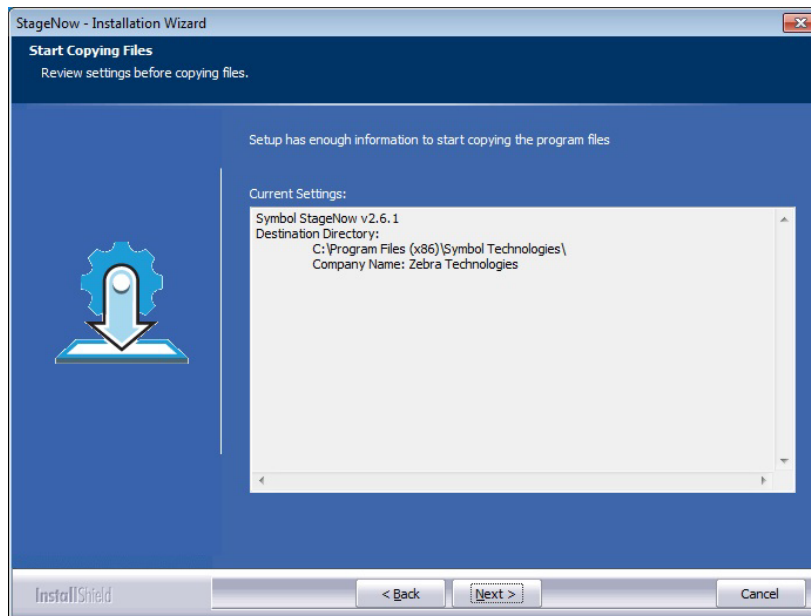 StageNow - Installation Wizard
Start Copying Files
Review settings before copying files.
Setup has enough information to start copying the program files
Current Settings:
Symbol StageNow v2.6.1
Destination Directory:
C:\Program Files (x86)\Symbol Technologies\
Company Name: Zebra Technologies
InstallShield
< Back
Next >
Cancel